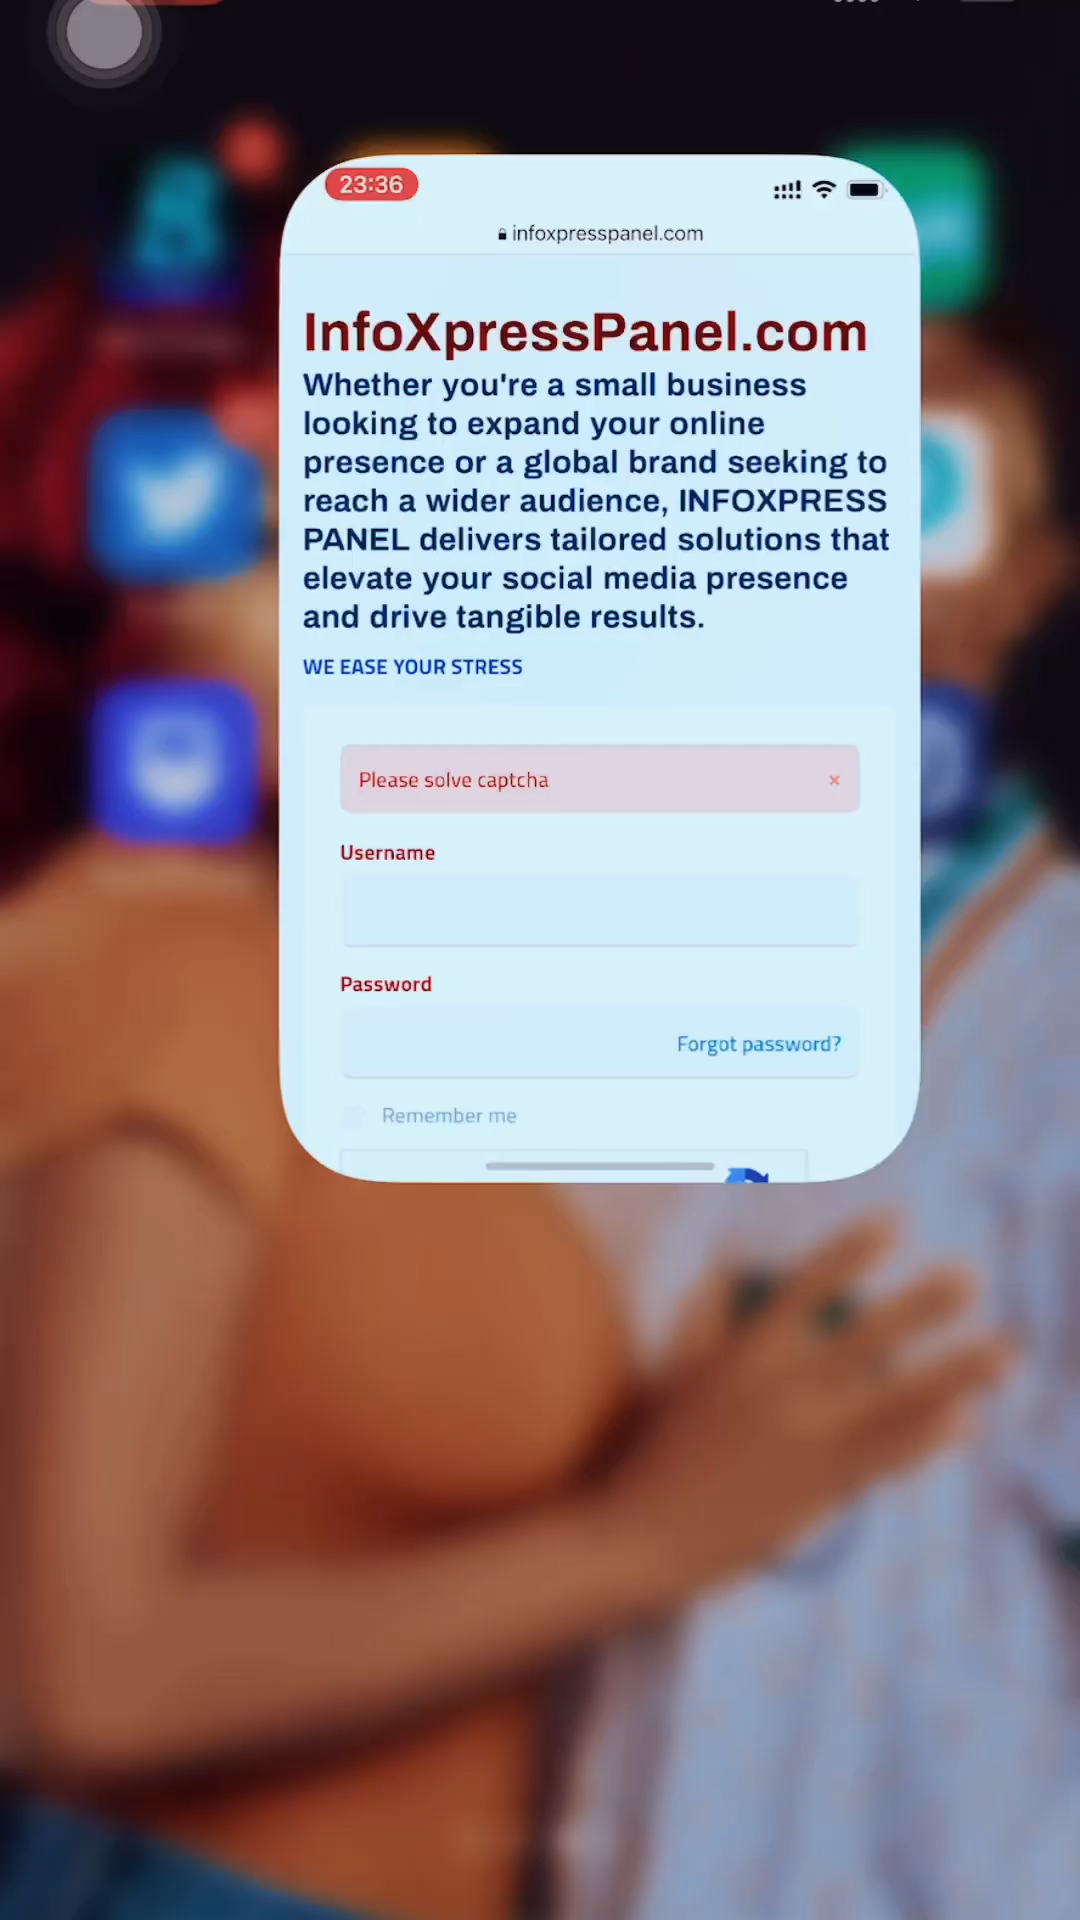 23:36
infoxpresspanel.com
InfoXpressPanel.com
Whether you're a small business
looking to expand your online
presence or a global brand seeking to
reach a wider audience, INFOXPRESS
PANEL delivers tailored solutions that
elevate your social media presence
and drive tangible results.
WE EASE YOUR STRESS
Please solve captcha
×
Username
Password
Forgot password?
Remember me